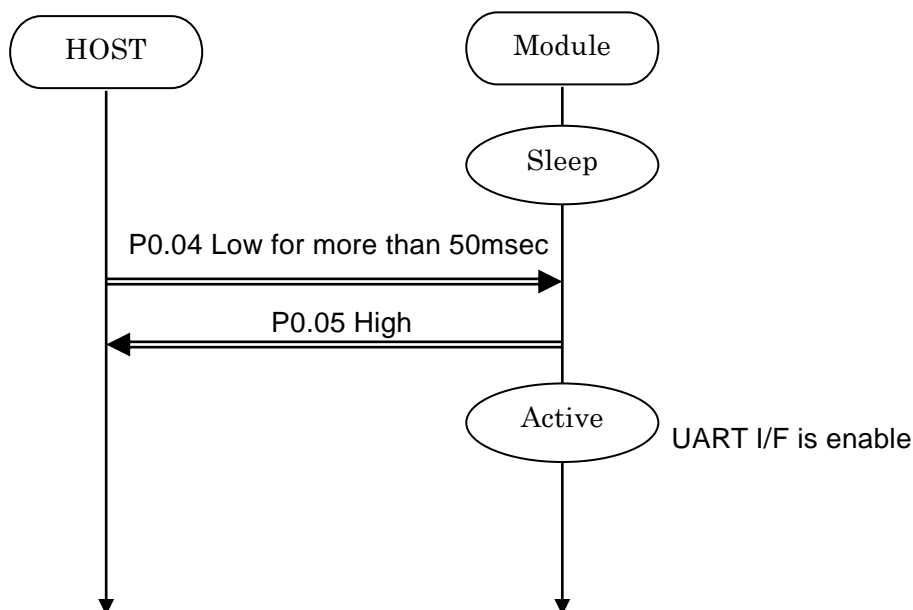 HOST
Module
Sleep
P0.04 Low for more than 50msec
P0.05 High
Active
UART I/F is enable